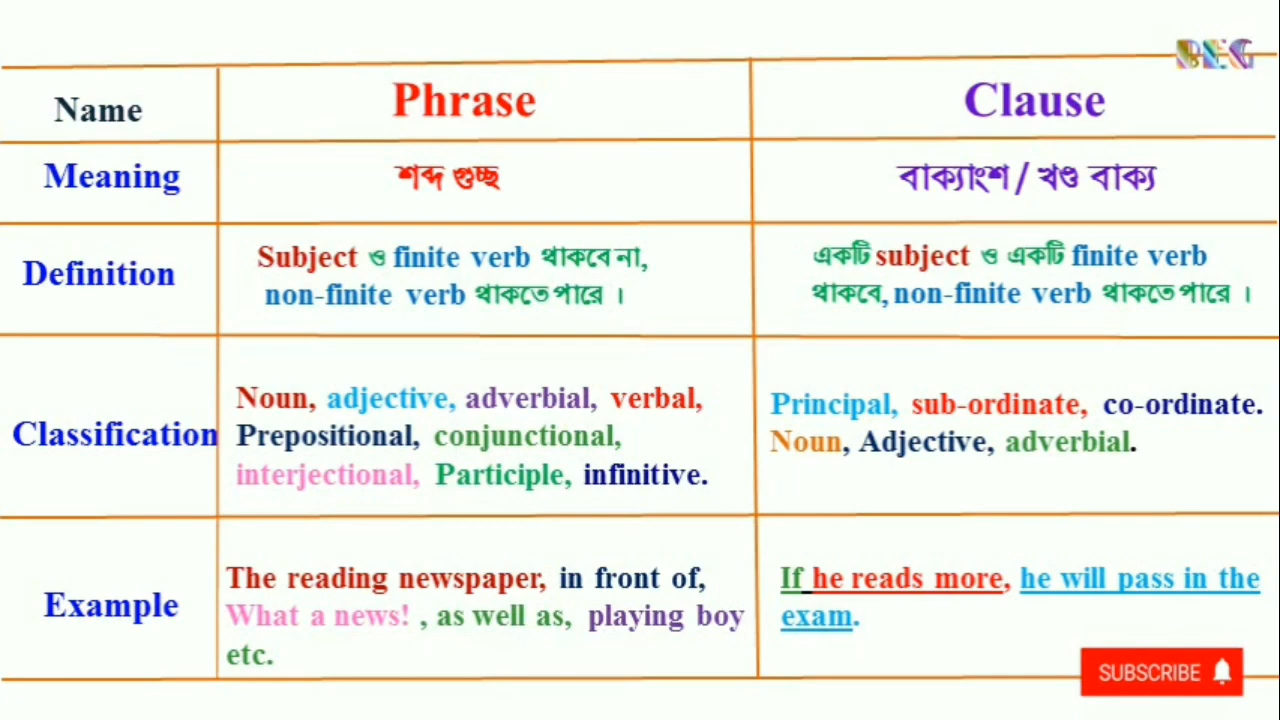 BEG
Name Phrase Clause
Meaning শব্দ গুচ্ছ বাক্যাংশ / খণ্ড বাক্য
Definition
Subject ও finite verb থাকবে না,
non-finite verb থাকতে পারে ।
একটি subject ও একটি finite verb
থাকবে, non-finite verb থাকতে পারে ।
Classification
Noun, adjective, adverbial, verbal,
Prepositional, conjunctional,
interjectional, Participle, infinitive.
Principal, sub-ordinate, co-ordinate.
Noun, Adjective, adverbial.
Example
The reading newspaper, in front of,
What a news! , as well as, playing boy
etc.
If he reads more, he will pass in the
exam.
SUBSCRIBE